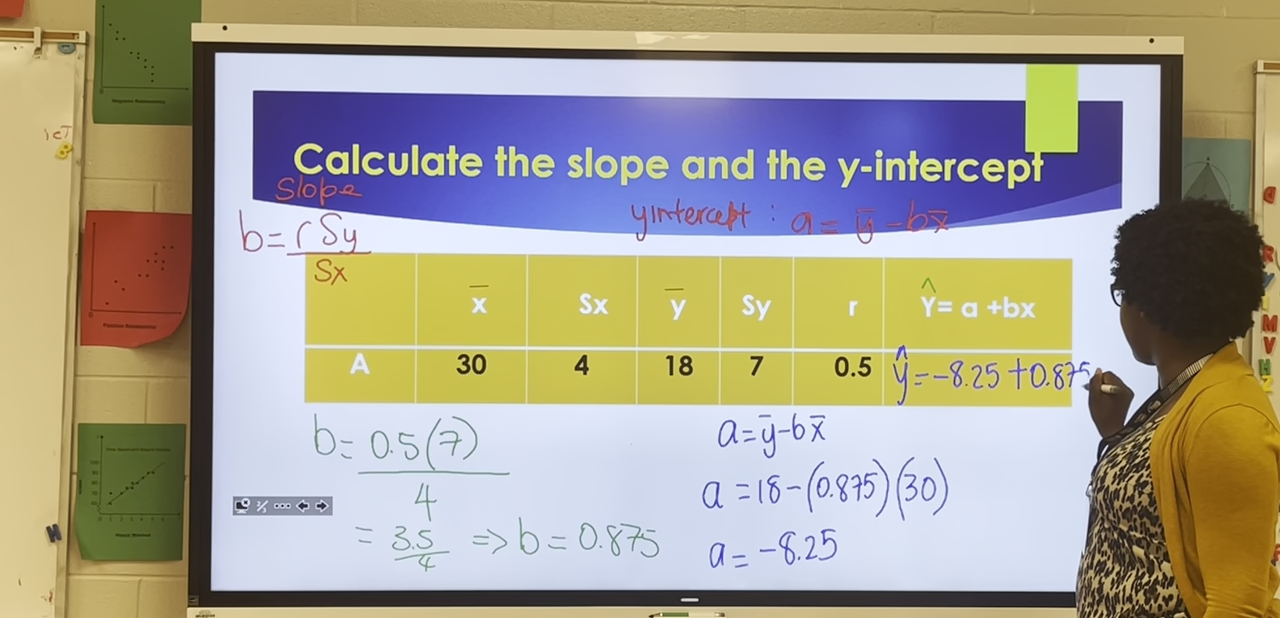 Calculate the slope and the y-intercept
Slope
b = r Sy
Sx
yintercept : a = y̅ - bx̅
x̅ Sx y̅ Sy r Ŷ= a +bx
A 30 4 18 7 0.5 ŷ = -8.25 + 0.875
b = 0.5(7)
4
= 3.5
4
⇒ b = 0.875
a = y̅ - bx̅
a = 18 - (0.875)(30)
a = -8.25